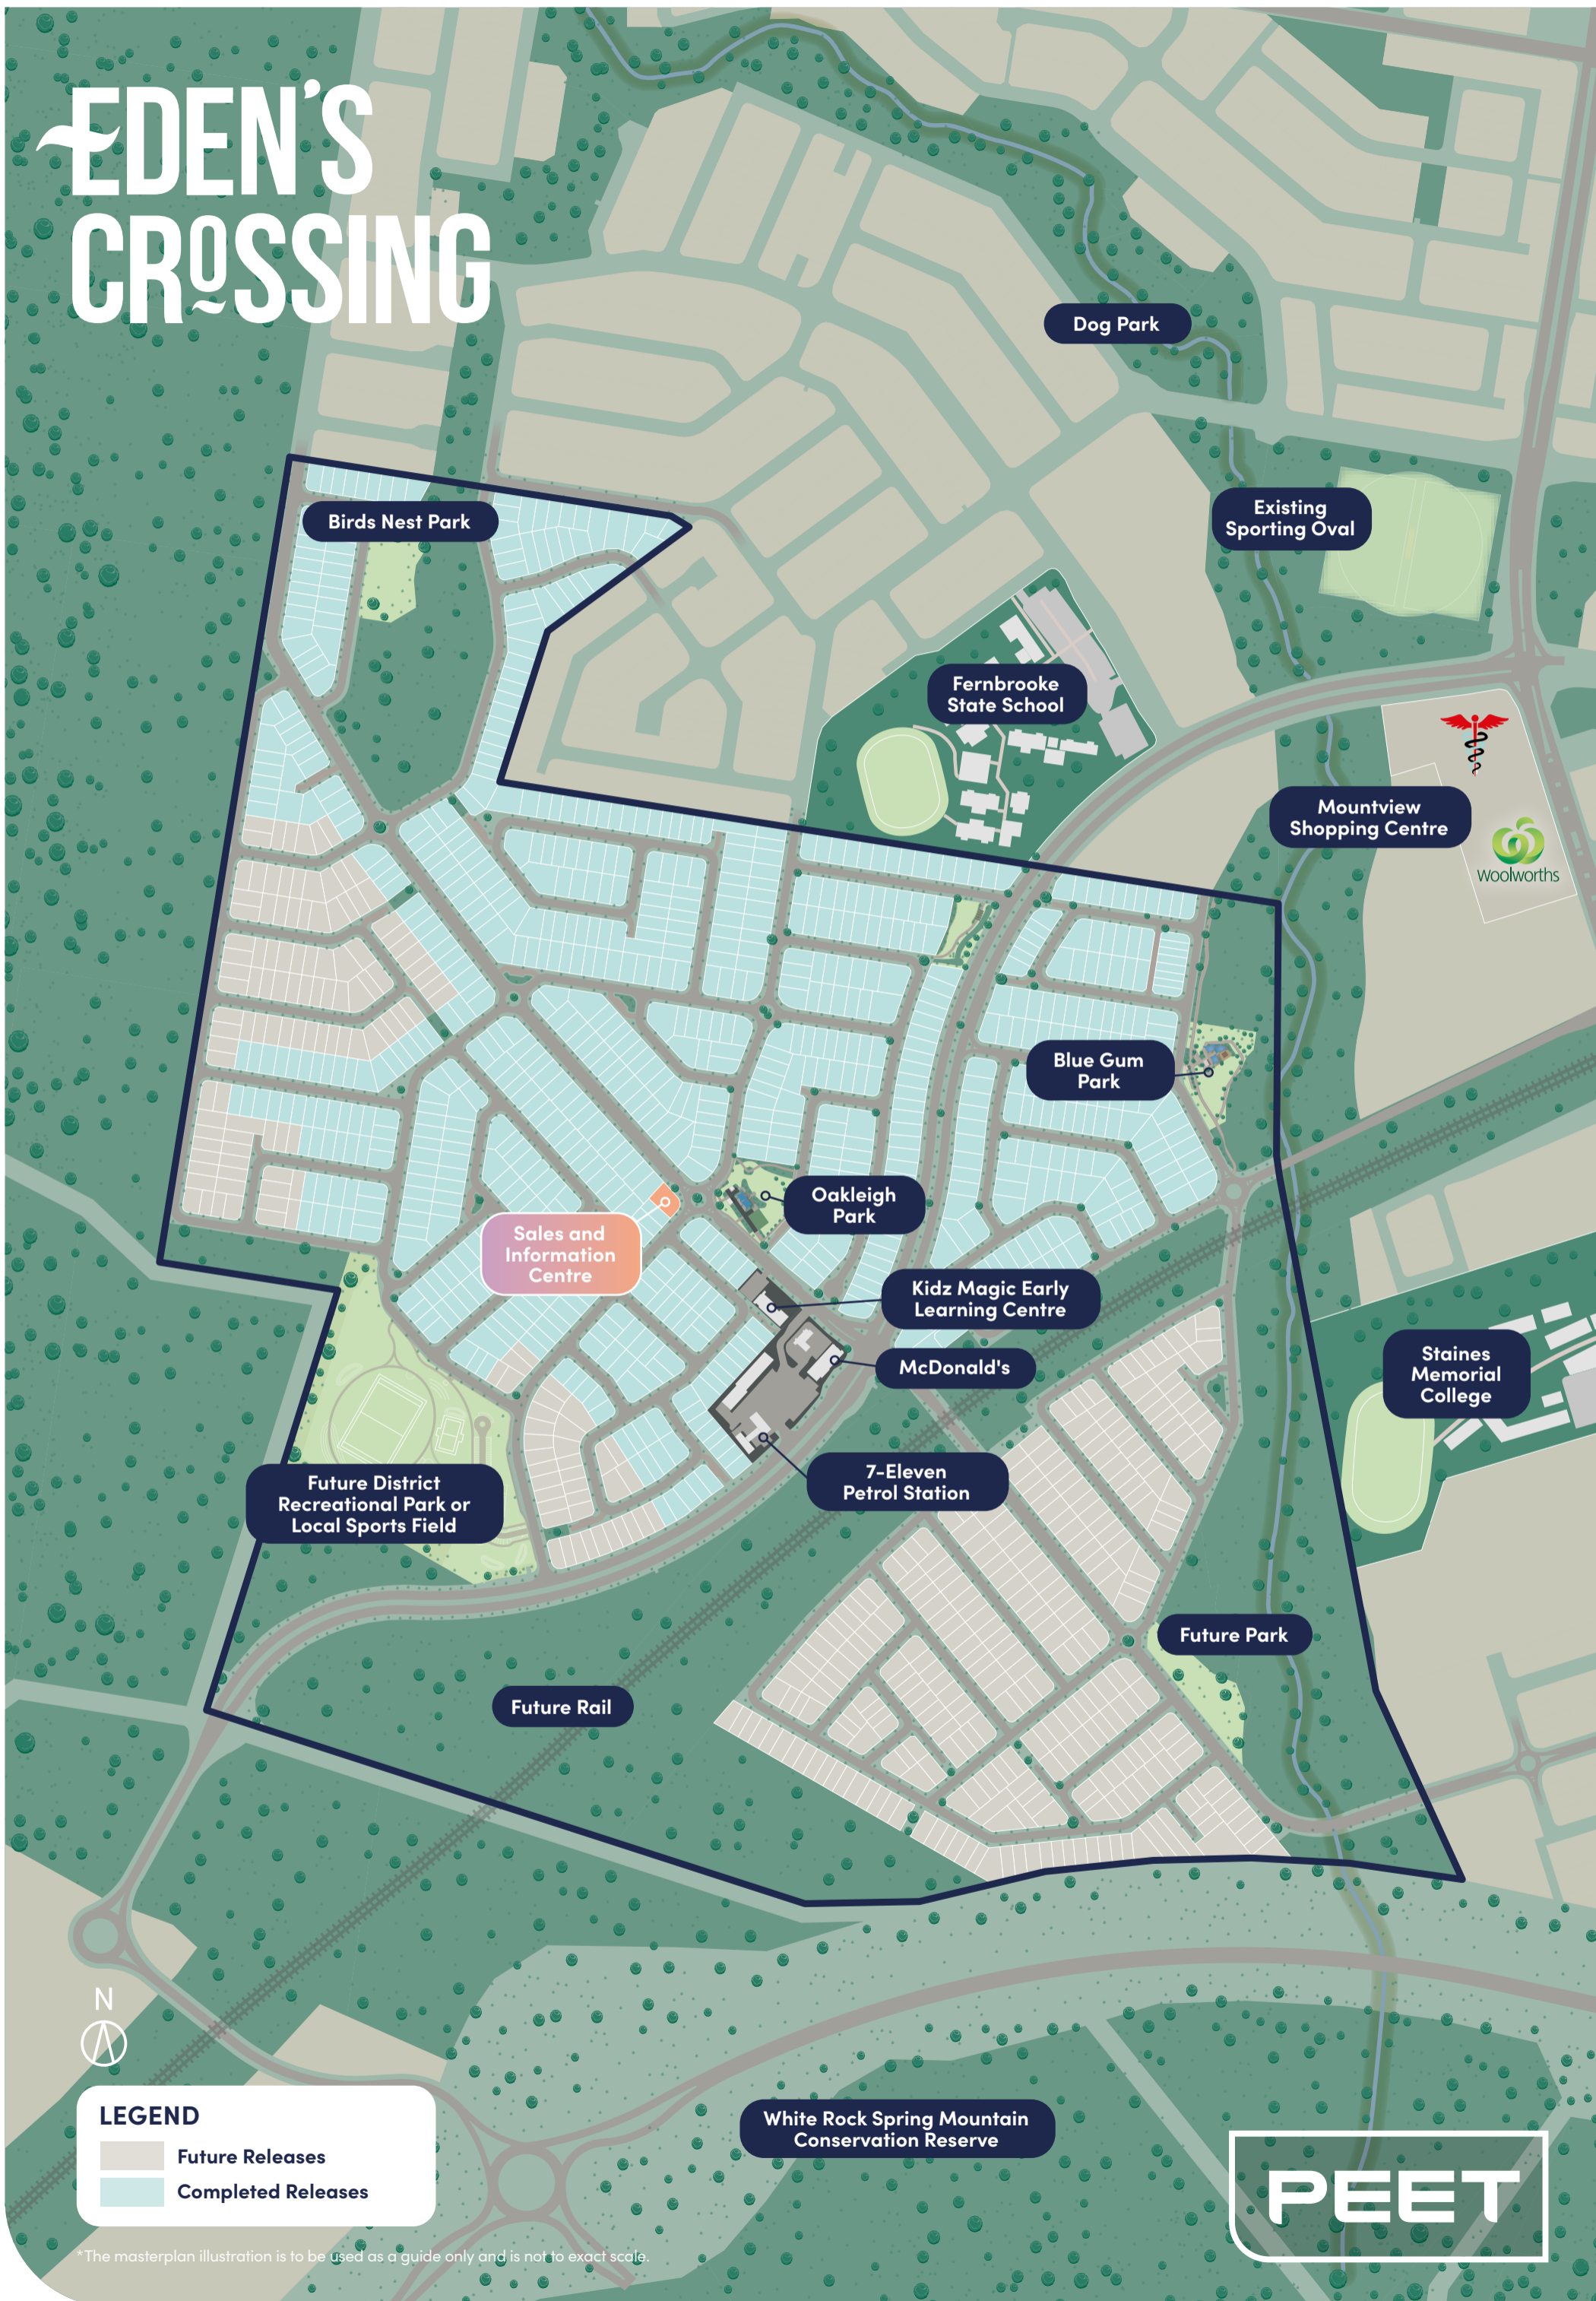 EDEN'S
CROSSING
Dog Park
Existing
Sporting Oval
Birds Nest Park
Fernbrooke
State School
Mountview
Shopping Centre
Woolworths
Blue Gum
Park
Oakleigh
Park
Sales and
Information
Centre
Kidz Magic Early
Learning Centre
McDonald's
Staines
Memorial
College
7-Eleven
Petrol Station
Future District
Recreational Park or
Local Sports Field
Future Park
Future Rail
N
LEGEND
Future Releases
Completed Releases
White Rock Spring Mountain
Conservation Reserve
PEET
*The masterplan illustration is to be used as a guide only and is not to exact scale.